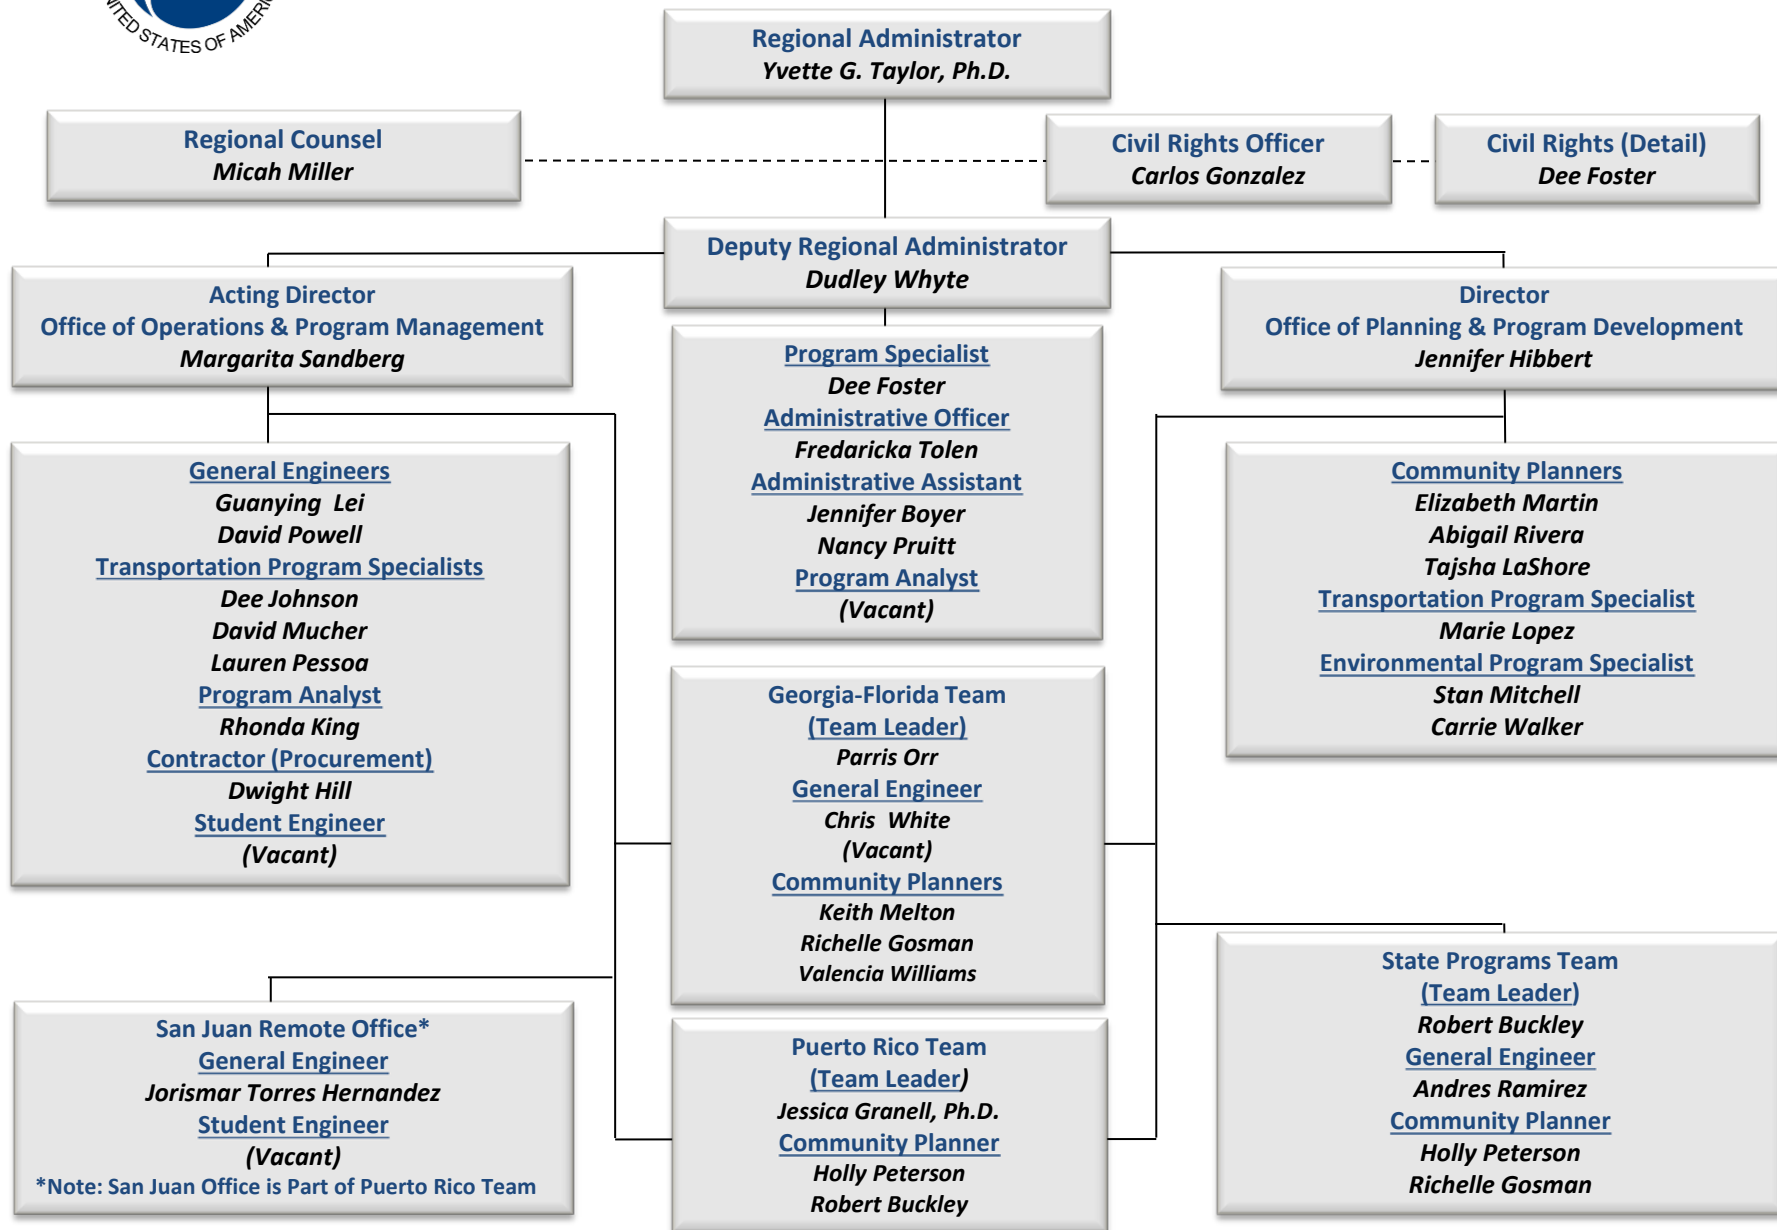 UNITED STATES OF AMERICA
Regional Administrator
Yvette G. Taylor, Ph.D.
Regional Counsel
Micah Miller
Civil Rights Officer
Carlos Gonzalez
Civil Rights (Detail)
Dee Foster
Deputy Regional Administrator
Dudley Whyte
Acting Director
Office of Operations & Program Management
Margarita Sandberg
Director
Office of Planning & Program Development
Jennifer Hibbert
Program Specialist
Dee Foster
Administrative Officer
Fredaricka Tolen
Administrative Assistant
Jennifer Boyer
Nancy Pruitt
Program Analyst
(Vacant)
General Engineers
Guanying  Lei
David Powell
Transportation Program Specialists
Dee Johnson
David Mucher
Lauren Pessoa
Program Analyst
Rhonda King
Contractor (Procurement)
Dwight Hill
Student Engineer
(Vacant)
Community Planners
Elizabeth Martin
Abigail Rivera
Tajsha LaShore
Transportation Program Specialist
Marie Lopez
Environmental Program Specialist
Stan Mitchell
Carrie Walker
Georgia-Florida Team
(Team Leader)
Parris Orr
General Engineer
Chris  White
(Vacant)
Community Planners
Keith Melton
Richelle Gosman
Valencia Williams
San Juan Remote Office*
General Engineer
Jorismar Torres Hernandez
Student Engineer
(Vacant)
*Note: San Juan Office is Part of Puerto Rico Team
Puerto Rico Team
(Team Leader)
Jessica Granell, Ph.D.
Community Planner
Holly Peterson
Robert Buckley
State Programs Team
(Team Leader)
Robert Buckley
General Engineer
Andres Ramirez
Community Planner
Holly Peterson
Richelle Gosman